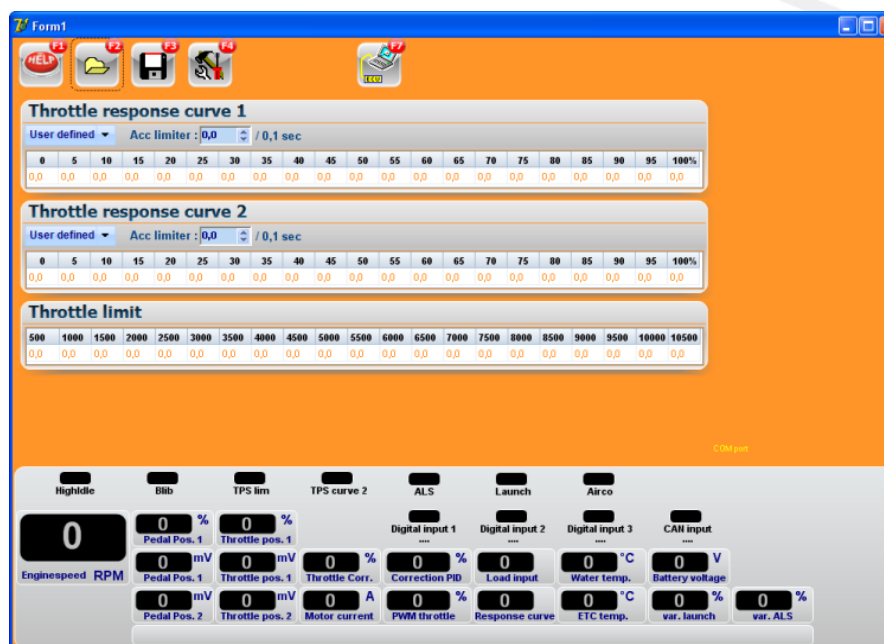 Form1
F1 F2 F3 F4 F7
HELP
ECU
Throttle response curve 1
User defined Acc limiter : 0,0 / 0,1 sec
0 5 10 15 20 25 30 35 40 45 50 55 60 65 70 75 80 85 90 95 100%
0,0 0,0 0,0 0,0 0,0 0,0 0,0 0,0 0,0 0,0 0,0 0,0 0,0 0,0 0,0 0,0 0,0 0,0 0,0 0,0 0,0
Throttle response curve 2
User defined Acc limiter : 0,0 / 0,1 sec
0 5 10 15 20 25 30 35 40 45 50 55 60 65 70 75 80 85 90 95 100%
0,0 0,0 0,0 0,0 0,0 0,0 0,0 0,0 0,0 0,0 0,0 0,0 0,0 0,0 0,0 0,0 0,0 0,0 0,0 0,0 0,0
Throttle limit
500 1000 1500 2000 2500 3000 3500 4000 4500 5000 5500 6000 6500 7000 7500 8000 8500 9000 9500 10000 10500
0,0 0,0 0,0 0,0 0,0 0,0 0,0 0,0 0,0 0,0 0,0 0,0 0,0 0,0 0,0 0,0 0,0 0,0 0,0 0,0 0,0
COM port
HighIdle Blib TPS lim TPS curve 2 ALS Launch Airco
0 % 0 %
Pedal Pos. 1 Throttle pos. 1 Digital input 1 Digital input 2 Digital input 3 CAN input
.... .... .... ....
0 0 mV 0 mV 0 % 0 % 0 0 °C 0 V
Enginespeed RPM Pedal Pos. 1 Throttle pos. 1 Throttle Corr. Correction PID Load input Water temp. Battery voltage
0 mV 0 mV 0 A 0 % 0 0 °C 0 % 0 %
Pedal Pos. 2 Throttle pos. 2 Motor current PWM throttle Response curve ETC temp. var. launch var. ALS